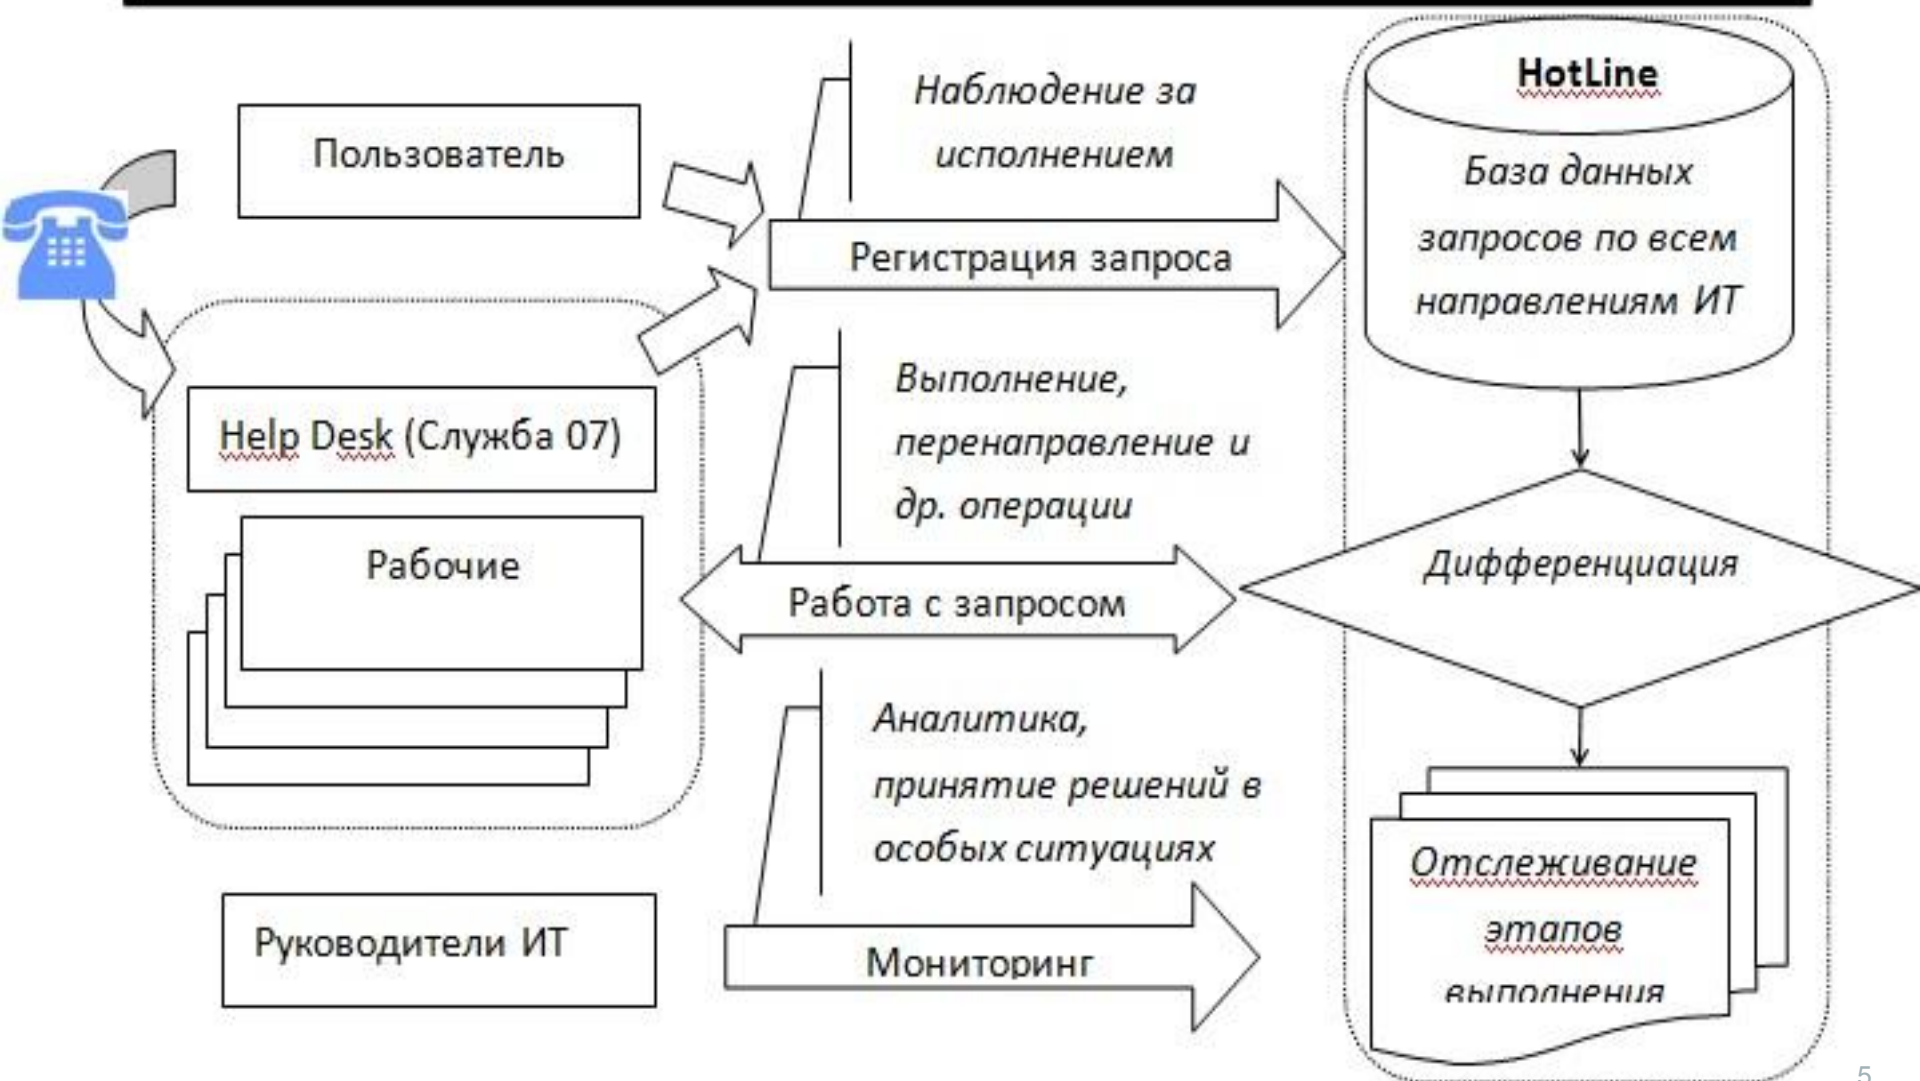 Пользователь
Help Desk (Служба 07)
Рабочие
Руководители ИТ
Наблюдение за
исполнением
Регистрация запроса
Выполнение,
перенаправление и
др. операции
Работа с запросом
Аналитика,
принятие решений в
особых ситуациях
Мониторинг
HotLine
База данных
запросов по всем
направлениям ИТ
Дифференциация
Отслеживание
этапов
выполнения
5